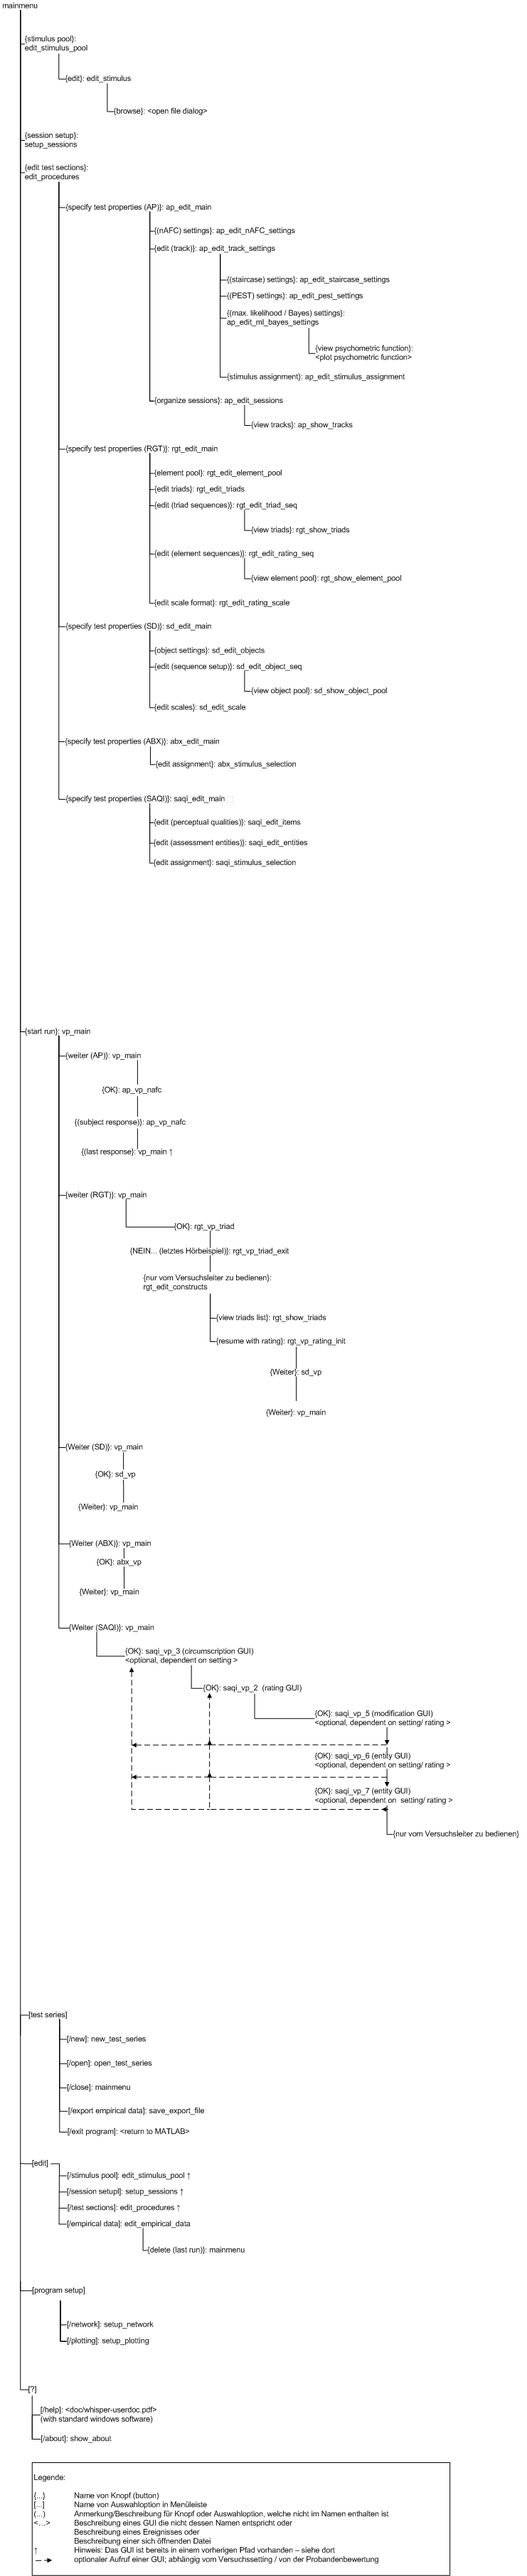 mainmenu
{stimulus pool}:
edit_stimulus_pool
{edit}: edit_stimulus
{browse}: <open file dialog>
{session setup}:
setup_sessions
{edit test sections}:
edit_procedures
{specify test properties (AP)}: ap_edit_main
{(nAFC) settings}: ap_edit_nAFC_settings
{edit (track)}: ap_edit_track_settings
{(staircase) settings}: ap_edit_staircase_settings
{(PEST) settings}: ap_edit_pest_settings
{(max. likelihood / Bayes) settings}:
ap_edit_ml_bayes_settings
{view psychometric function}:
<plot psychometric function>
{stimulus assignment}: ap_edit_stimulus_assignment
{organize sessions}: ap_edit_sessions
{view tracks}: ap_show_tracks
{specify test properties (RGT)}: rgt_edit_main
{element pool}: rgt_edit_element_pool
{edit triads}: rgt_edit_triads
{edit (triad sequences)}: rgt_edit_triad_seq
{view triads}: rgt_show_triads
{edit (element sequences)}: rgt_edit_rating_seq
{view element pool}: rgt_show_element_pool
{edit scale format}: rgt_edit_rating_scale
{specify test properties (SD)}: sd_edit_main
{object settings}: sd_edit_objects
{edit (sequence setup)}: sd_edit_object_seq
{view object pool}: sd_show_object_pool
{edit scales}: sd_edit_scale
{specify test properties (ABX)}: abx_edit_main
{edit assignment}: abx_stimulus_selection
{specify test properties (SAQI)}: saqi_edit_main
{edit (perceptual qualities)}: saqi_edit_items
{edit (assessment entities)}: saqi_edit_entities
{edit assignment}: saqi_stimulus_selection
{start run}: vp_main
{weiter (AP)}: vp_main
{OK}: ap_vp_nafc
{(subject response)}: ap_vp_nafc
{(last response}: vp_main ↑
{weiter (RGT)}: vp_main
{OK}: rgt_vp_triad
{NEIN... (letztes Hörbeispiel)}: rgt_vp_triad_exit
{nur vom Versuchsleiter zu bedienen}:
rgt_edit_constructs
{view triads list}: rgt_show_triads
{resume with rating}: rgt_vp_rating_init
{Weiter}: sd_vp
{Weiter}: vp_main
{Weiter (SD)}: vp_main
{OK}: sd_vp
{Weiter}: vp_main
{Weiter (ABX)}: vp_main
{OK}: abx_vp
{Weiter}: vp_main
{Weiter (SAQI)}: vp_main
{OK}: saqi_vp_3 (circumscription GUI)
<optional, dependent on setting >
{OK}: saqi_vp_2 (rating GUI)
{OK}: saqi_vp_5 (modification GUI)
<optional, dependent on setting/ rating >
{OK}: saqi_vp_6 (entity GUI)
<optional, dependent on setting/ rating >
{OK}: saqi_vp_7 (entity GUI)
<optional, dependent on setting/ rating >
{nur vom Versuchsleiter zu bedienen}
[test series]
[/new]: new_test_series
[/open]: open_test_series
[/close]: mainmenu
[/export empirical data]: save_export_file
[/exit program]: <return to MATLAB>
[edit]
[/stimulus pool]: edit_stimulus_pool ↑
[/session setupl]: setup_sessions ↑
[/test sections]: edit_procedures ↑
[/empirical data]: edit_empirical_data
{delete (last run)}: mainmenu
[program setup]
[/network]: setup_network
[/plotting]: setup_plotting
[?]
[/help]: <doc/whisper-userdoc.pdf>
(with standard windows software)
[/about]: show_about
Legende:
{...} Name von Knopf (button)
[...] Name von Auswahloption in Menüleiste
(...) Anmerkung/Beschreibung für Knopf oder Auswahloption, welche nicht im Namen enthalten ist
<...> Beschreibung eines GUI die nicht dessen Namen entspricht oder
Beschreibung eines Ereignisses oder
Beschreibung einer sich öffnenden Datei
↑ Hinweis: Das GUI ist bereits in einem vorherigen Pfad vorhanden – siehe dort
optionaler Aufruf einer GUI; abhängig vom Versuchssetting / von der Probandenbewertung